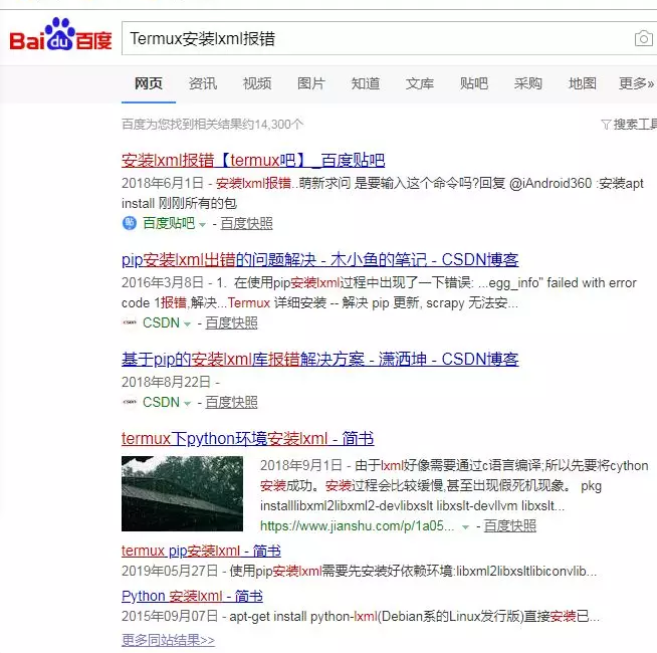 Bai du 百度 Termux安装lxml报错
网页 资讯 视频 图片 知道 文库 贴吧 采购 地图 更多»
百度为您找到相关结果约14,300个 搜索工具
安装lxml报错【termux吧】_百度贴吧
2018年6月1日 - 安装lxml报错..萌新求问 是要输入这个命令吗?回复 @iAndroid360 :安装apt
install 刚刚所有的包
百度贴吧 - 百度快照
pip安装lxml出错的问题解决 - 木小鱼的笔记 - CSDN博客
2016年3月8日 - 1. 在使用pip安装lxml过程中出现了一下错误: ...egg_info" failed with error
code 1报错,解决...Termux 详细安装 -- 解决 pip 更新, scrapy 无法安...
CSDN - 百度快照
基于pip的安装lxml库报错解决方案 - 潇洒坤 - CSDN博客
2018年8月22日 -
CSDN - 百度快照
termux下python环境安装lxml - 简书
2018年9月1日 - 由于lxml好像需要通过c语言编译;所以先要将cython
安装成功。安装过程会比较缓慢,甚至出现假死机现象。 pkg
installlibxml2libxml2-devlibxslt libxslt-devllvm libxslt...
https://www.jianshu.com/p/1a05... - 百度快照
termux pip安装lxml - 简书
2019年05月27日 - 使用pip安装lxml需要先安装好依赖环境:libxml2libxsltlibiconvlib...
Python 安装lxml - 简书
2015年09月07日 - apt-get install python-lxml(Debian系的Linux发行版)直接安装已...
更多同站结果>>